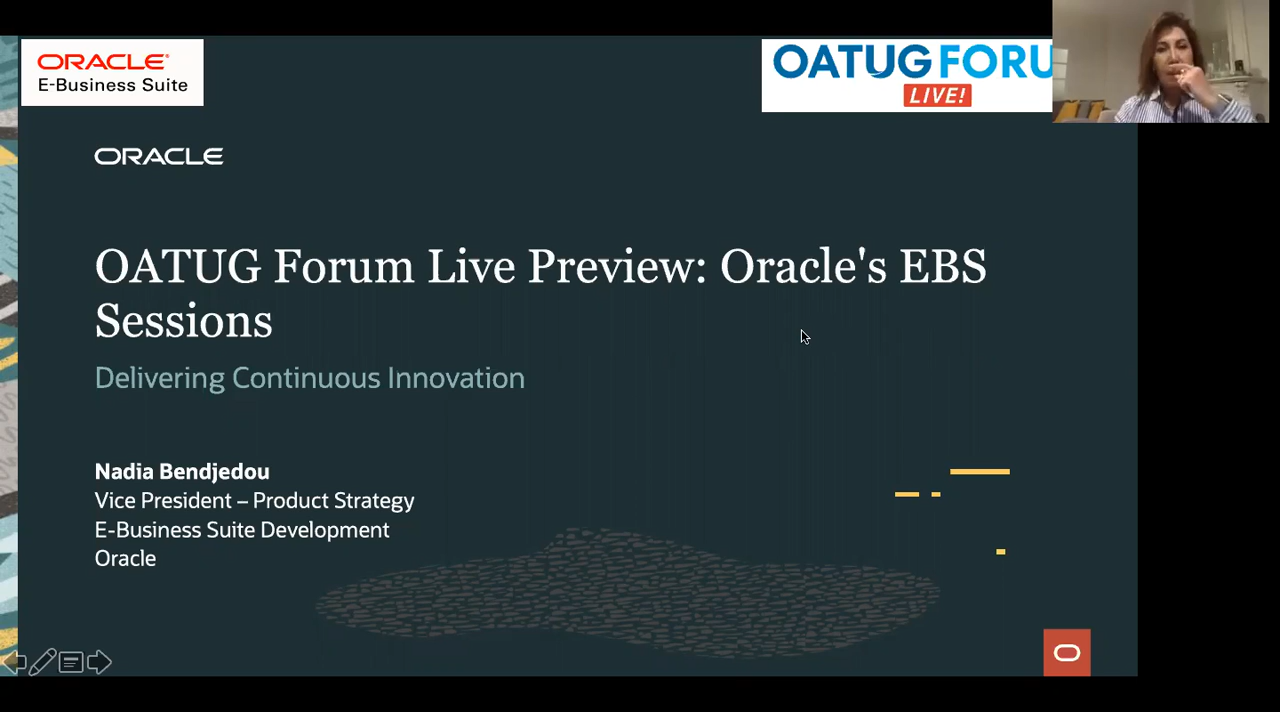 ORACLE
E-Business Suite
OATUG FORU
LIVE!
ORACLE
OATUG Forum Live Preview: Oracle's EBS
Sessions
Delivering Continuous Innovation
Nadia Bendjedou
Vice President – Product Strategy
E-Business Suite Development
Oracle